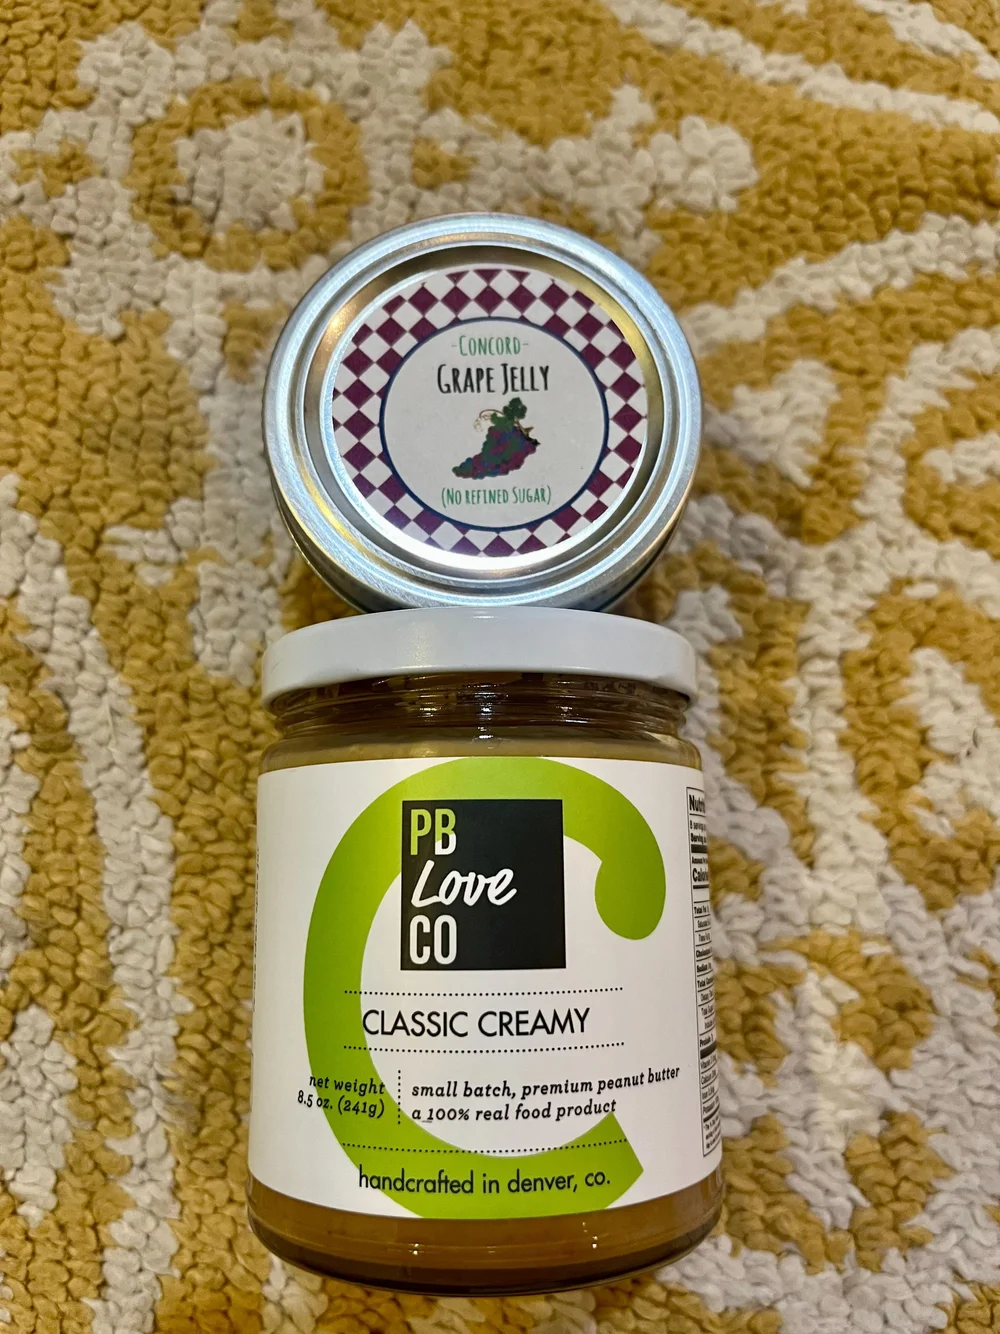 -Concord-
Grape Jelly
(No refined Sugar)
PB
Love
CO
CLASSIC CREAMY
net weight
8.5 oz. (241g)
small batch, premium peanut butter
a 100% real food product
handcrafted in denver, co.